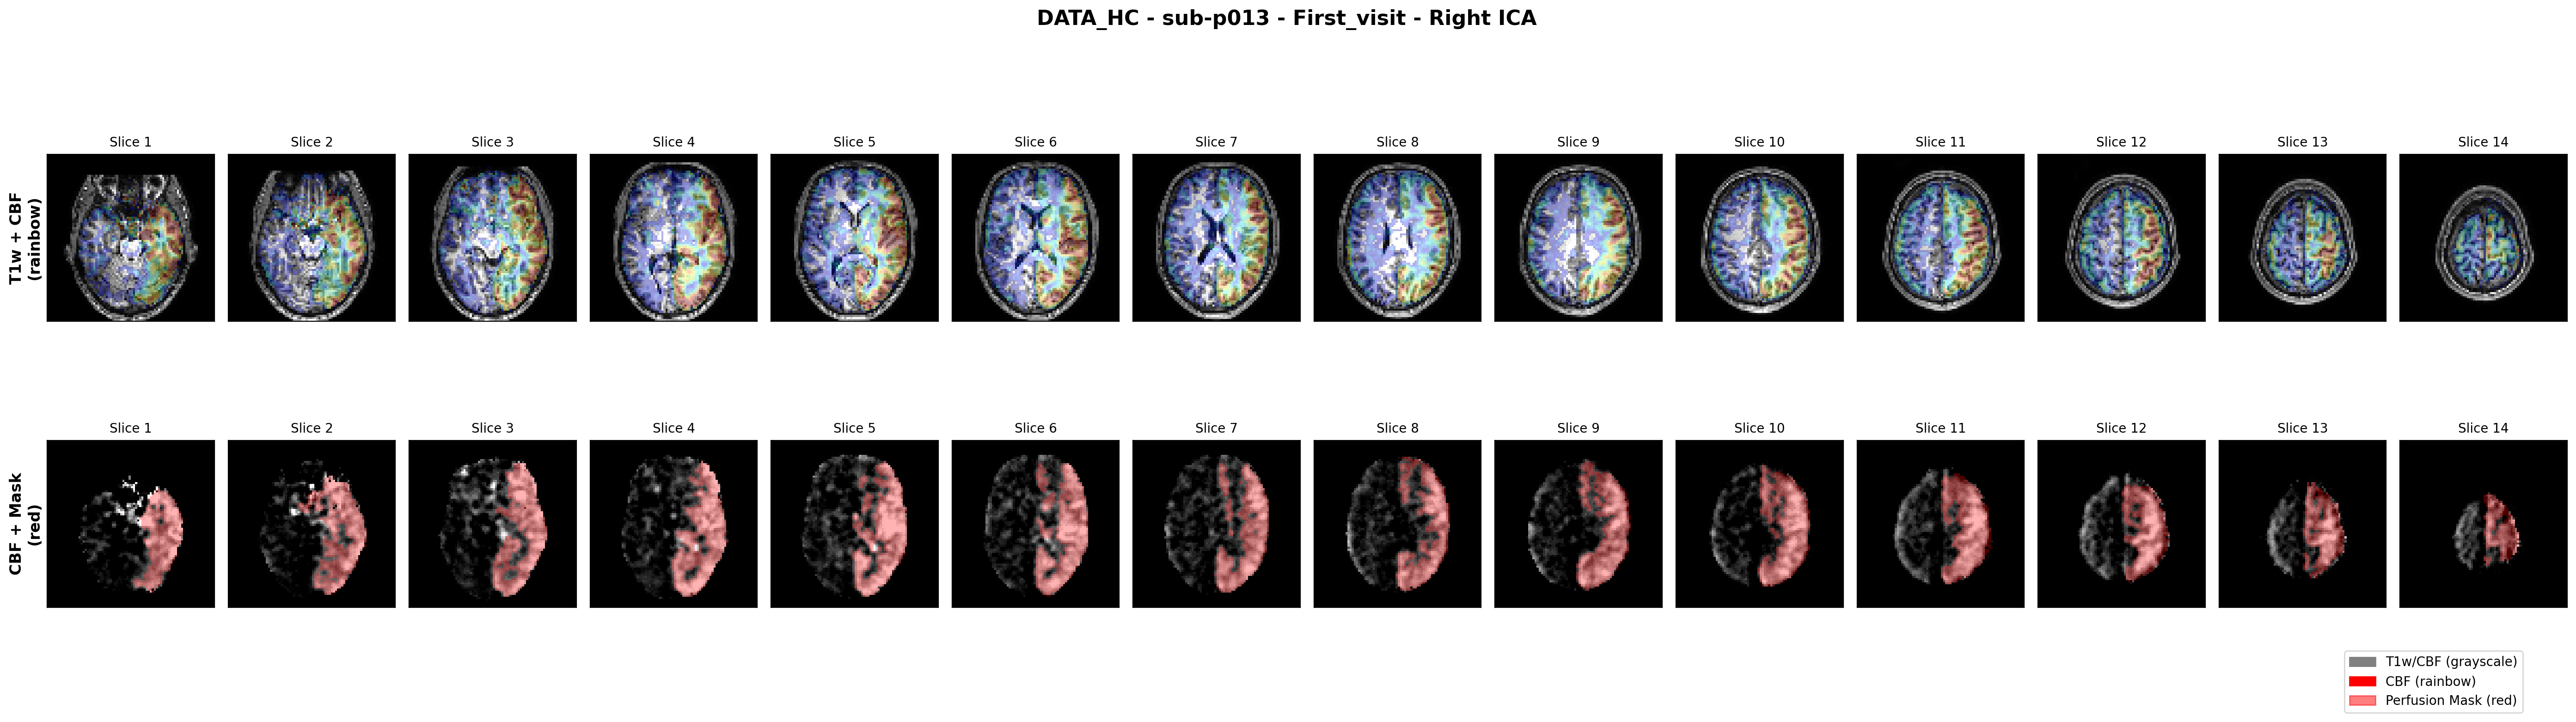 DATA_HC - sub-p013 - First_visit - Right ICA
Slice 1 Slice 2 Slice 3 Slice 4 Slice 5 Slice 6 Slice 7 Slice 8 Slice 9 Slice 10 Slice 11 Slice 12 Slice 13 Slice 14
T1w + CBF
(rainbow)
Slice 1 Slice 2 Slice 3 Slice 4 Slice 5 Slice 6 Slice 7 Slice 8 Slice 9 Slice 10 Slice 11 Slice 12 Slice 13 Slice 14
CBF + Mask
(red)
T1w/CBF (grayscale)
CBF (rainbow)
Perfusion Mask (red)